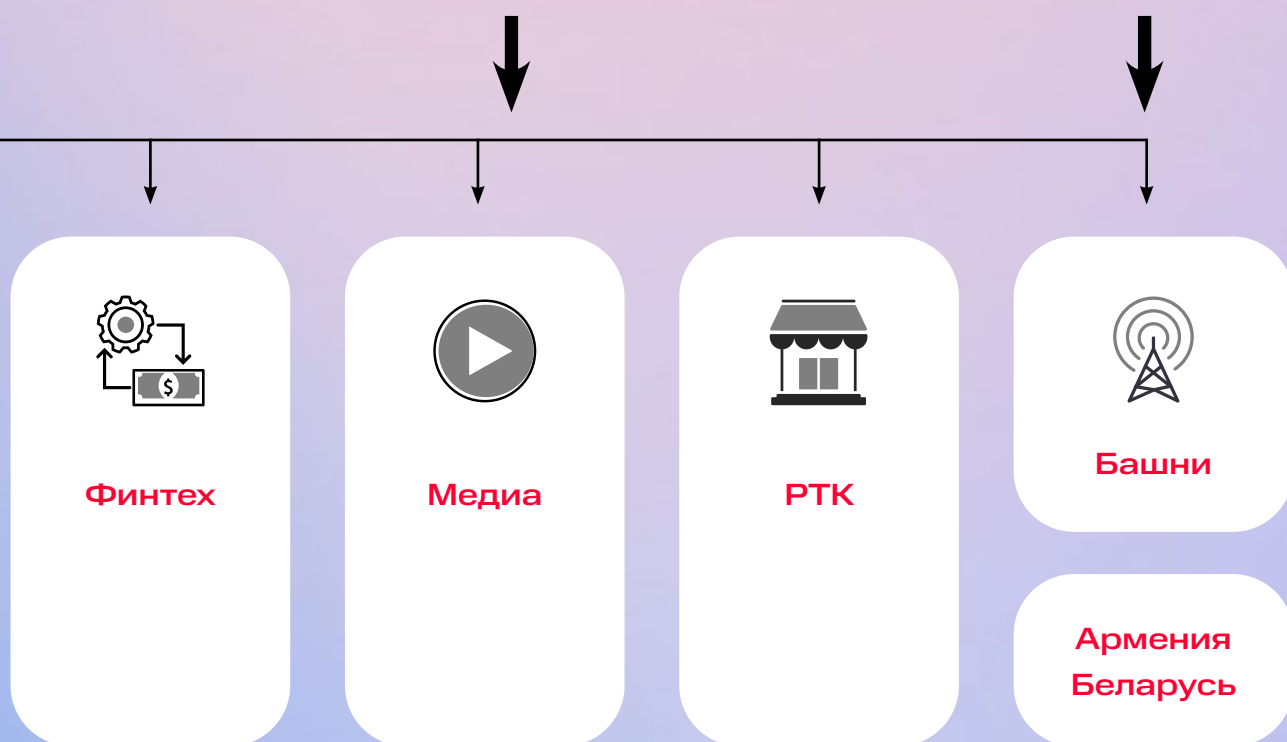 Финтех
Медиа
РТК
Башни
Армения
Беларусь